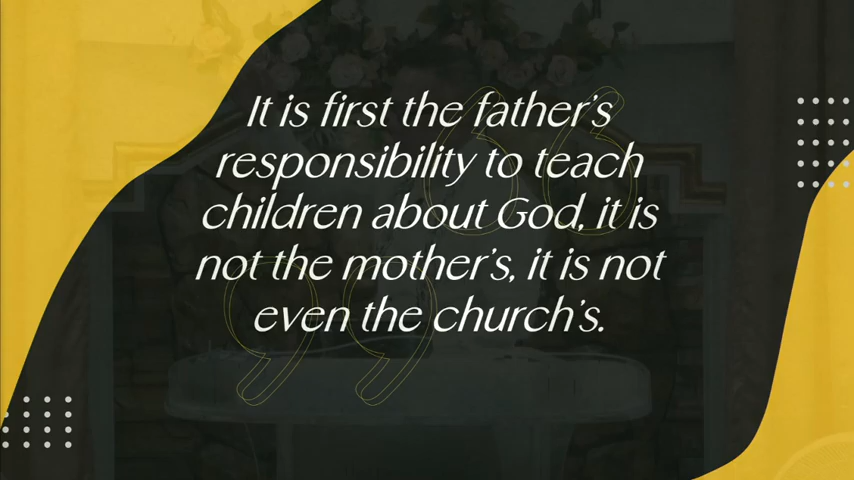 It is first the father's
responsibility to teach
children about God, it is
not the mother's, it is not
even the church's.